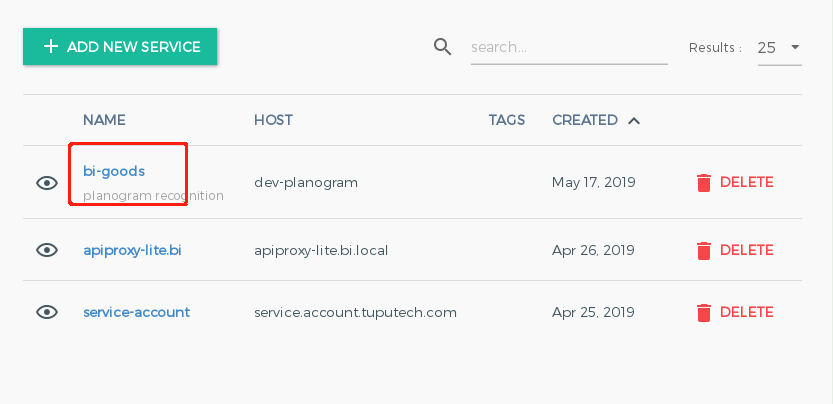 ADD NEW SERVICE
search...
Results :
25
NAME HOST TAGS CREATED
bi-goods
planogram recognition
dev-planogram
May 17, 2019
DELETE
apiproxy-lite.bi
apiproxy-lite.bi.local
Apr 26, 2019
DELETE
service-account
service.account.tuputech.com
Apr 25, 2019
DELETE